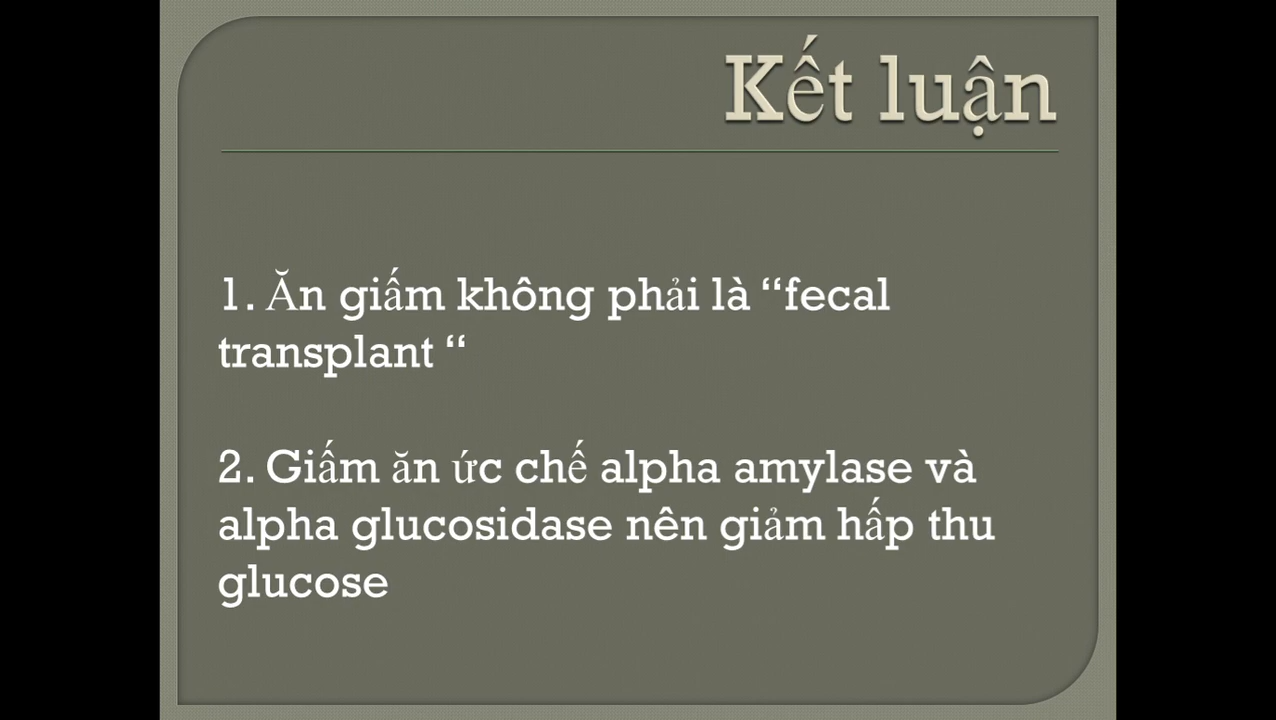 Kết luận
1. Ăn giấm không phải là “fecal
transplant “
2. Giấm ăn ức chế alpha amylase và
alpha glucosidase nên giảm hấp thu
glucose